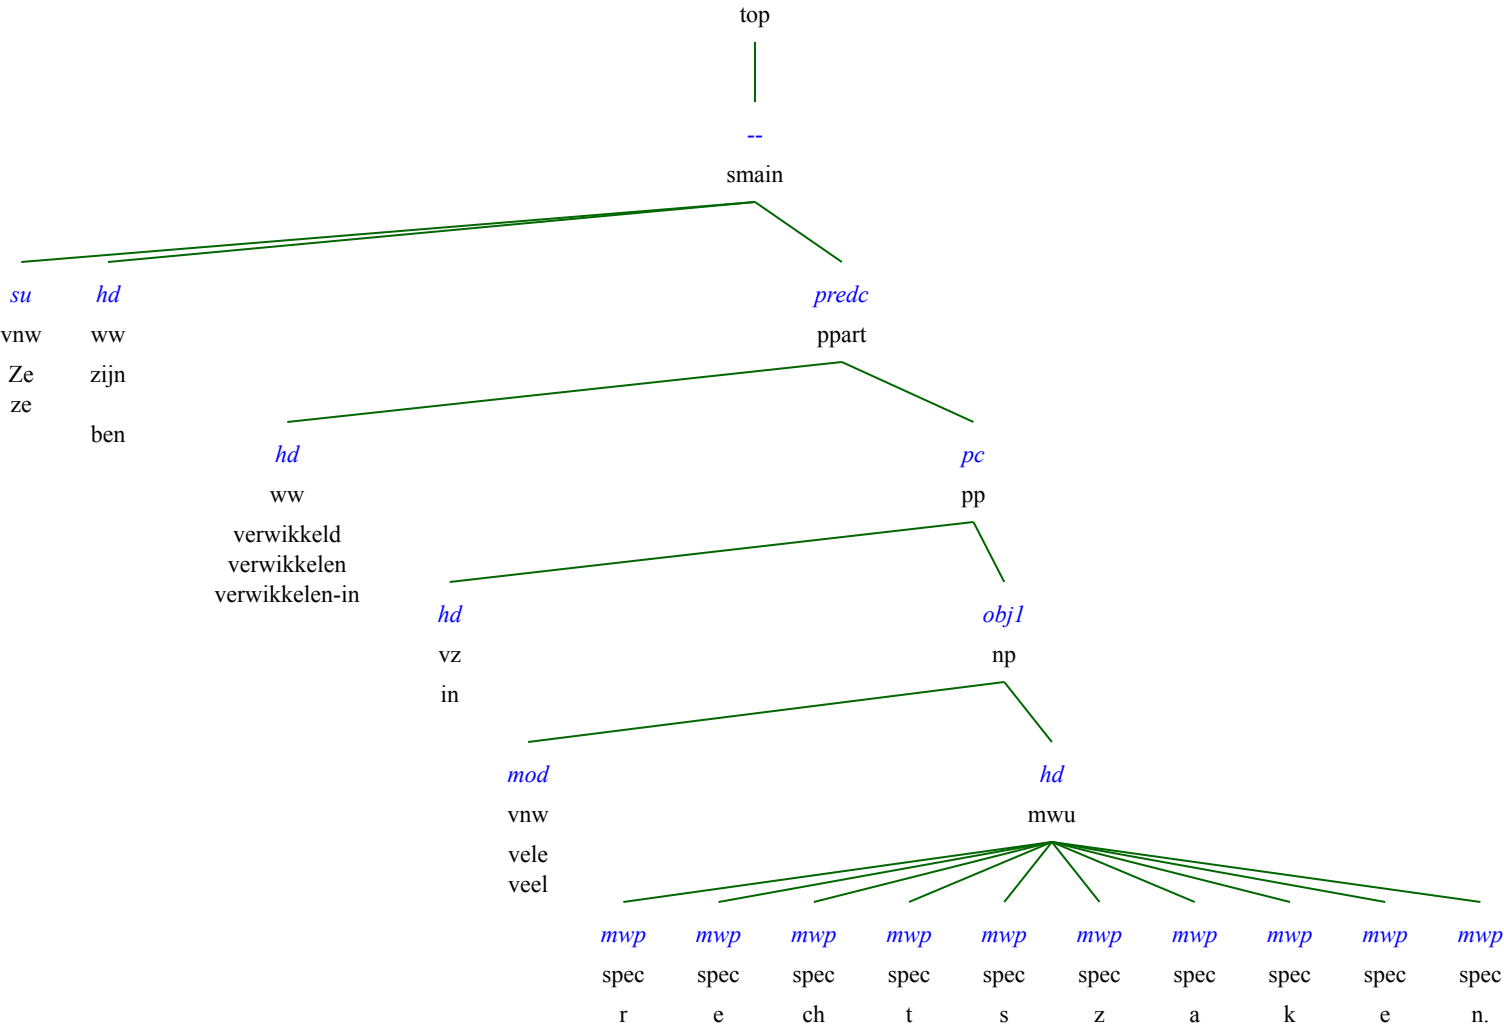 top
--
smain
su hd predc
vnw ww ppart
Ze zijn
ze
ben
hd pc
ww pp
verwikkeld
verwikkelen
verwikkelen-in
hd obj1
vz np
in
mod hd
vnw mwu
vele
veel
mwp mwp mwp mwp mwp mwp mwp mwp mwp mwp
spec spec spec spec spec spec spec spec spec spec
r e ch t s z a k e n.